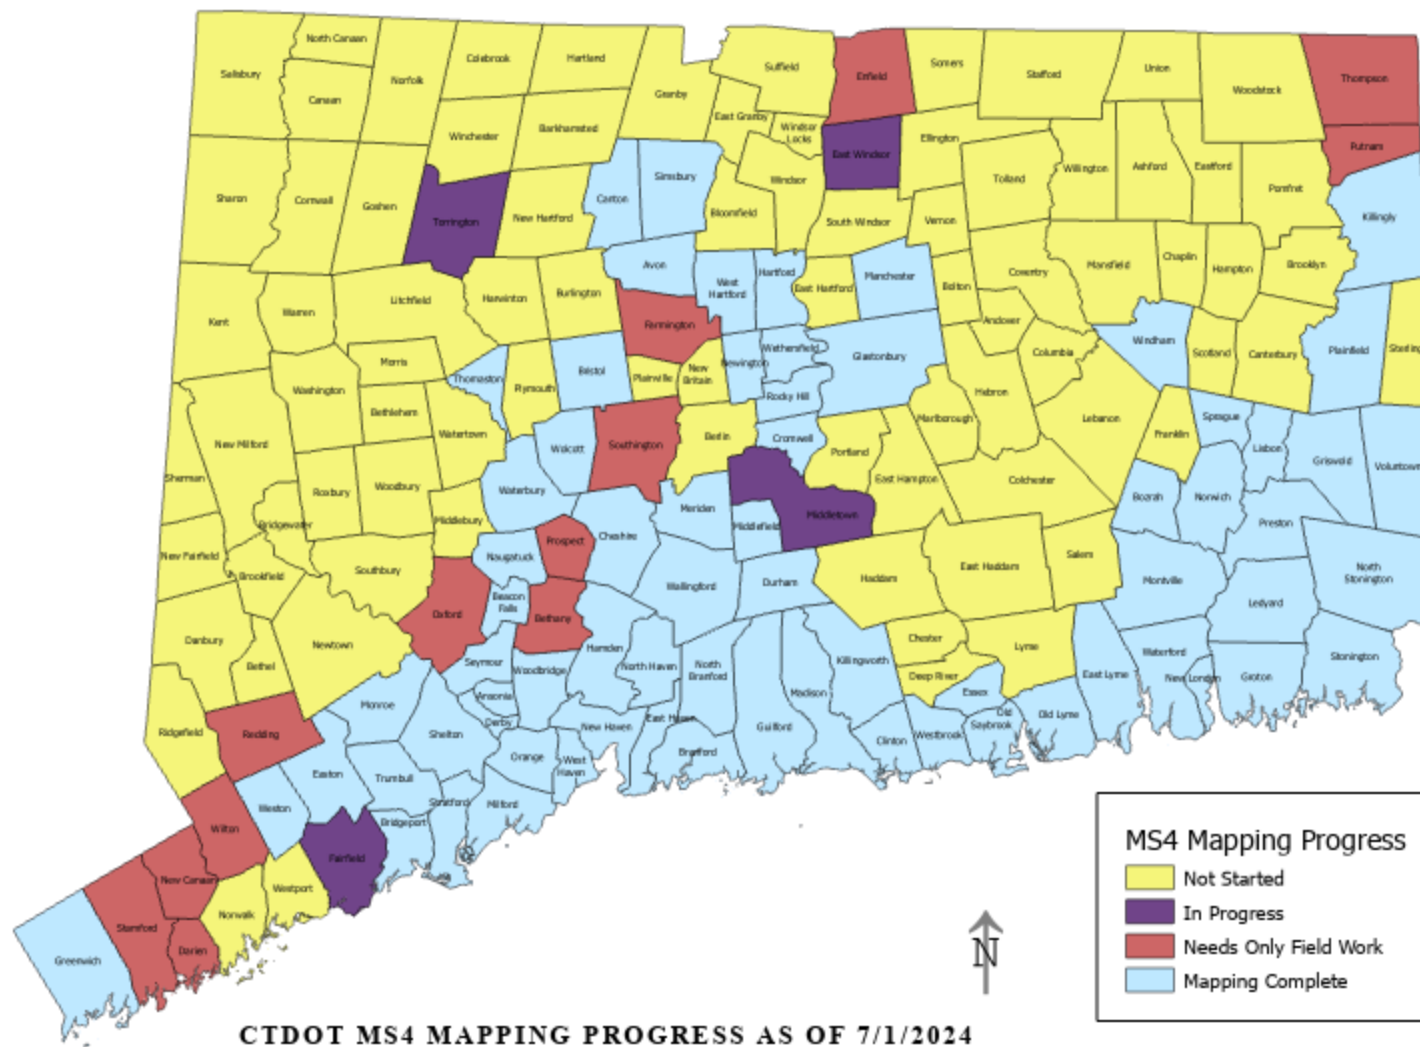 North Canaan
Colebrook
Hartland
Salisbury
Canaan
Norfolk
Granby
Suffield
Enfield
Somers
Stafford
Union
Woodstock
Thompson
Winchester
Barkhamsted
East Granby
Windsor
Locks
East Windsor
Ellington
Putnam
Sharon
Cornwall
Goshen
Torrington
New Hartford
Canton
Simsbury
Bloomfield
Windsor
South Windsor
Vernon
Tolland
Willington
Ashford
Eastford
Pomfret
Killingly
Kent
Warren
Litchfield
Harwinton
Burlington
Avon
West
Hartford
Hartford
East Hartford
Manchester
Bolton
Coventry
Mansfield
Chaplin
Hampton
Brooklyn
Farmington
Andover
Columbia
Windham
Scotland
Canterbury
Plainfield
Sterling
Morris
Washington
Bethlehem
Thomaston
Plymouth
Bristol
Plainville
New
Britain
Newington
Wethersfield
Glastonbury
Rocky Hill
Hebron
Marlborough
Lebanon
Franklin
Sprague
Lisbon
Griswold
Voluntown
New Milford
Watertown
Wolcott
Southington
Berlin
Cromwell
Portland
East Hampton
Colchester
Bozrah
Norwich
Preston
Sherman
Roxbury
Woodbury
Waterbury
Meriden
Middletown
Middlefield
Bridgewater
Middlebury
New Fairfield
Brookfield
Southbury
Naugatuck
Prospect
Cheshire
Wallingford
Durham
Haddam
East Haddam
Salem
Montville
Ledyard
North
Stonington
Danbury
Bethel
Newtown
Oxford
Beacon
Falls
Bethany
Hamden
North Haven
North
Branford
Madison
Killingworth
Chester
Deep River
Lyme
East Lyme
Waterford
New London
Groton
Stonington
Seymour
Woodbridge
Ansonia
Derby
Essex
Old
Saybrook
Old Lyme
Westbrook
Clinton
Guilford
Branford
East Haven
New Haven
West
Haven
Orange
Milford
Ridgefield
Redding
Monroe
Shelton
Easton
Trumbull
Stratford
Bridgeport
Weston
Wilton
Fairfield
Westport
Norwalk
New Canaan
Darien
Stamford
Greenwich
MS4 Mapping Progress
Not Started
In Progress
Needs Only Field Work
Mapping Complete
N
CTDOT MS4 MAPPING PROGRESS AS OF 7/1/2024